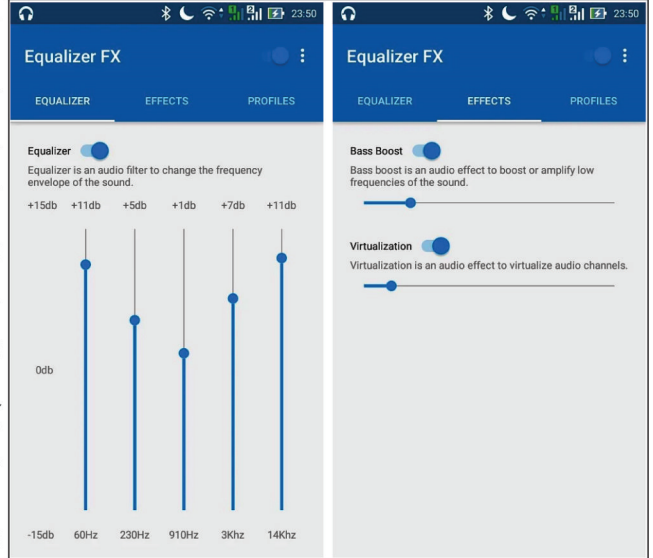 23:50
Equalizer FX
EQUALIZER EFFECTS PROFILES
Equalizer
Equalizer is an audio filter to change the frequency
envelope of the sound.
+15db +11db +5db +1db +7db +11db
0db
-15db 60Hz 230Hz 910Hz 3Khz 14Khz
1 2 23:50
Equalizer FX
EQUALIZER EFFECTS PROFILES
Bass Boost
Bass boost is an audio effect to boost or amplify low
frequencies of the sound.
Virtualization
Virtualization is an audio effect to virtualize audio channels.